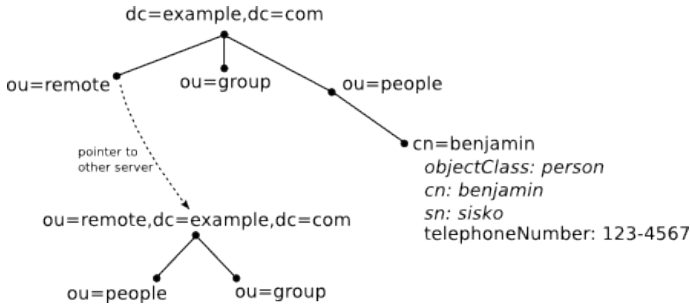 dc=example,dc=com
ou=remote
ou=group
ou=people
cn=benjamin
objectClass: person
cn: benjamin
sn: sisko
telephoneNumber: 123-4567
pointer to
other server
ou=remote,dc=example,dc=com
ou=people
ou=group